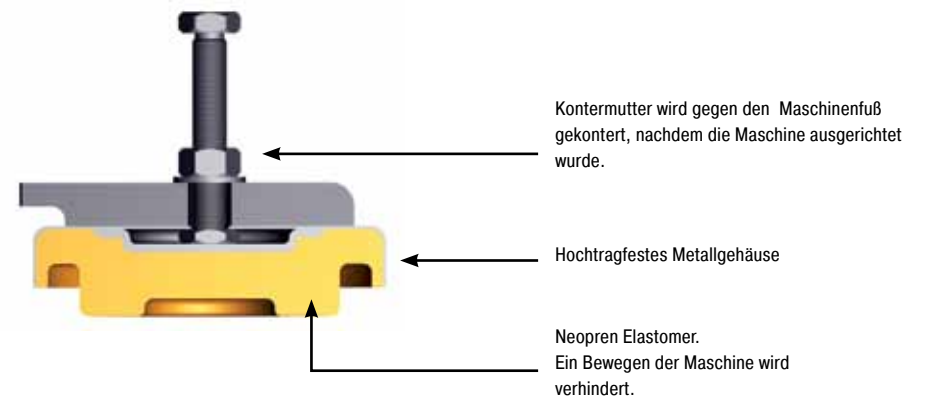 Kontermutter wird gegen den Maschinenfuß
gekontert, nachdem die Maschine ausgerichtet
wurde.
Hochtragfestes Metallgehäuse
Neopren Elastomer.
Ein Bewegen der Maschine wird
verhindert.